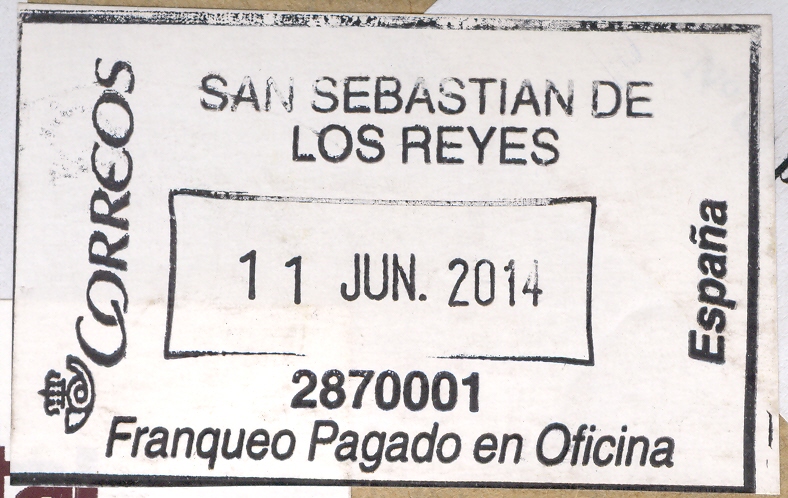 CORREOS
SAN SEBASTIAN DE
LOS REYES
11 JUN. 2014
2870001
Franqueo Pagado en Oficina
España